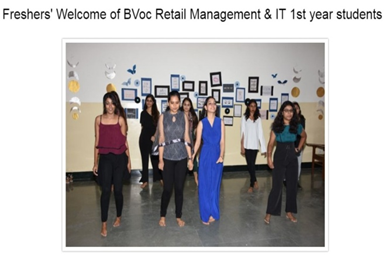 Freshers' Welcome of BVoc Retail Management & IT 1st year students